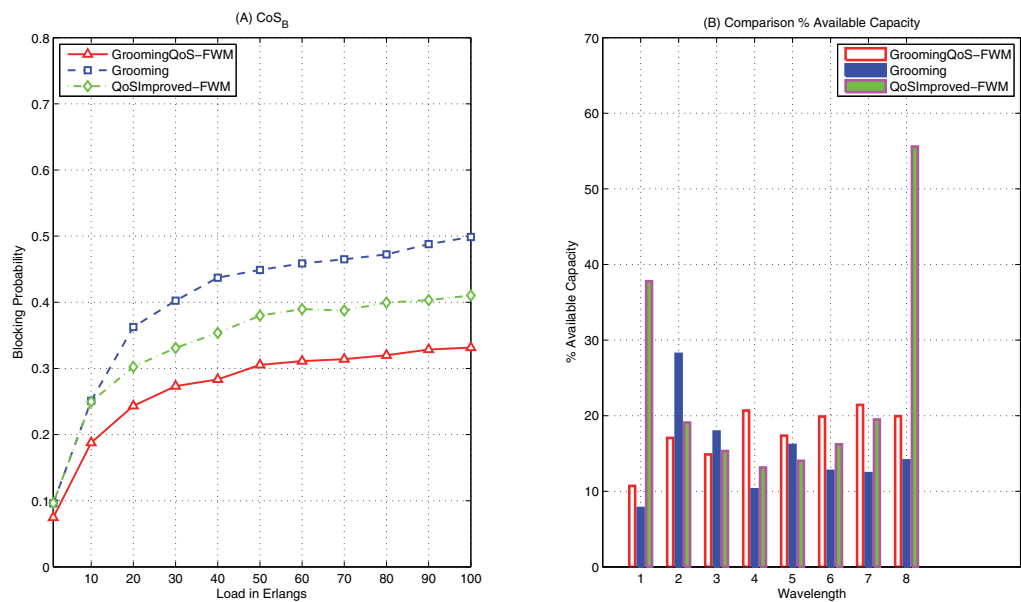 (A) CoS_B
0.8
0.7
0.6
0.5
0.4
0.3
0.2
0.1
0
Blocking Probability
GroomingQoS−FWM
Grooming
QoSImproved−FWM
10 20 30 40 50 60 70 80 90 100
Load in Erlangs
(B) Comparison % Available Capacity
70
60
50
40
30
20
10
0
% Available Capacity
GroomingQoS−FWM
Grooming
QoSImproved−FWM
1 2 3 4 5 6 7 8
Wavelength